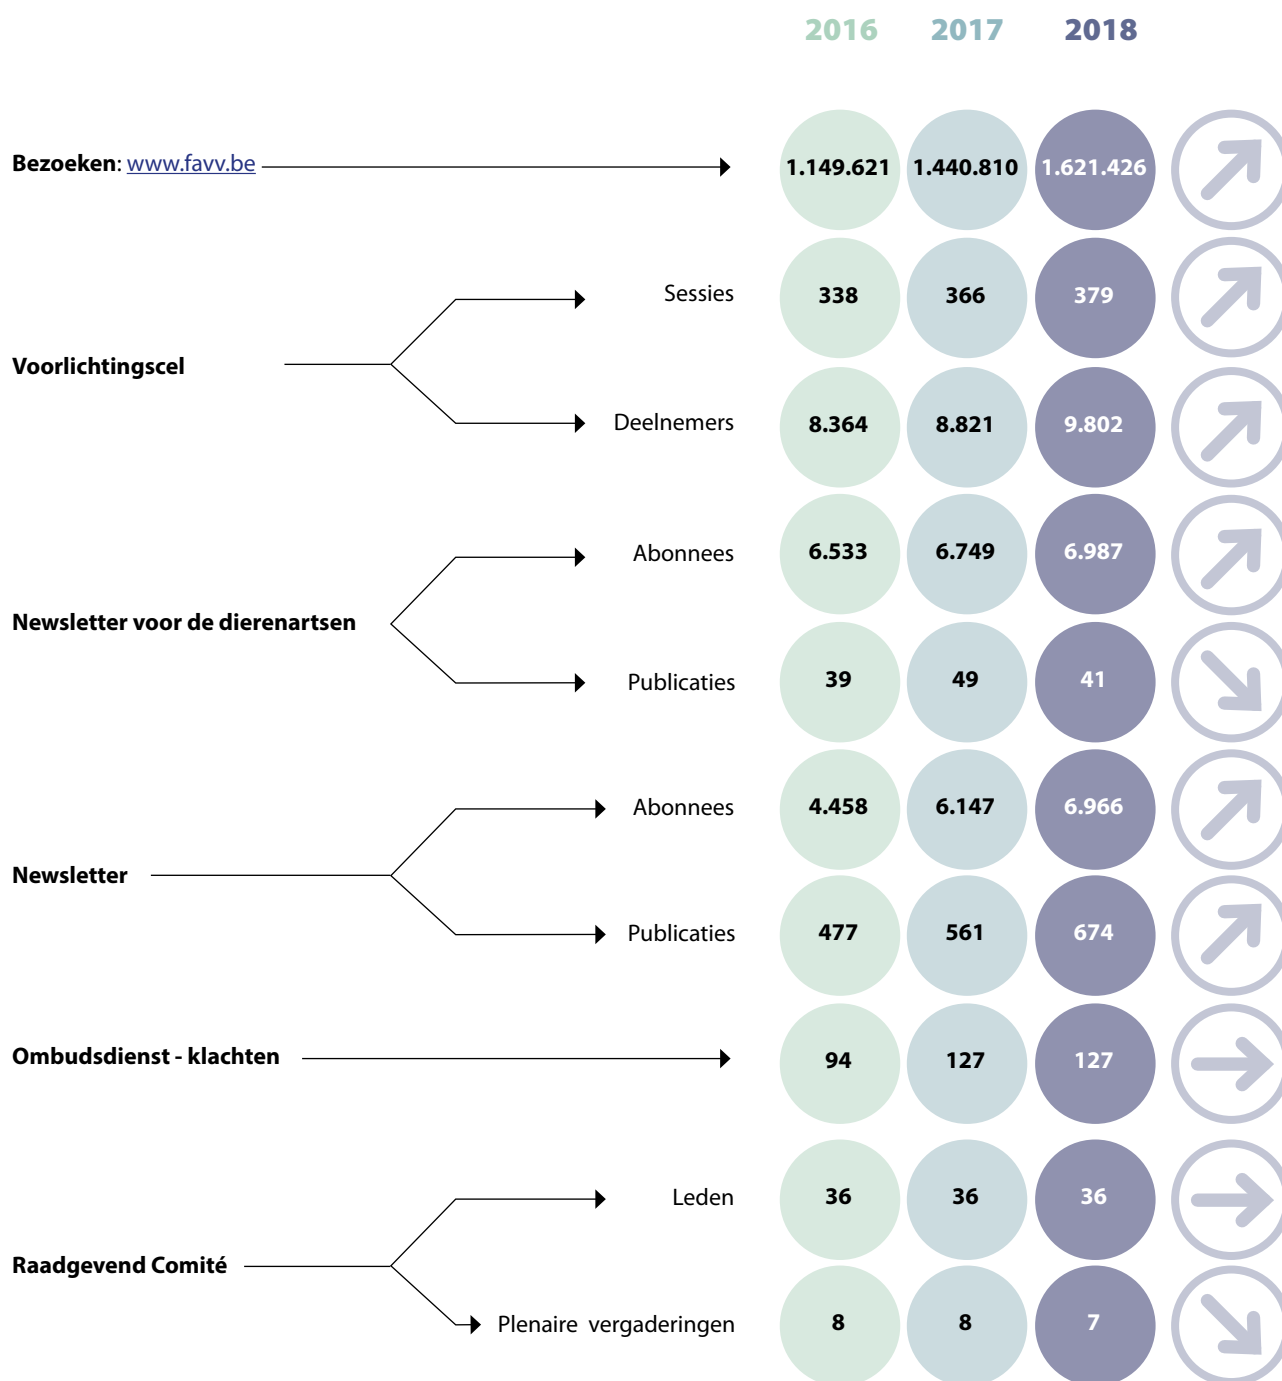 2016 2017 2018
Bezoeken: www.favv.be 1.149.621 1.440.810 1.621.426
Sessies 338 366 379
Voorlichtingscel
Deelnemers 8.364 8.821 9.802
Abonnees 6.533 6.749 6.987
Newsletter voor de dierenartsen
Publicaties 39 49 41
Abonnees 4.458 6.147 6.966
Newsletter
Publicaties 477 561 674
Ombudsdienst - klachten 94 127 127
Leden 36 36 36
Raadgevend Comité
Plenaire vergaderingen 8 8 7